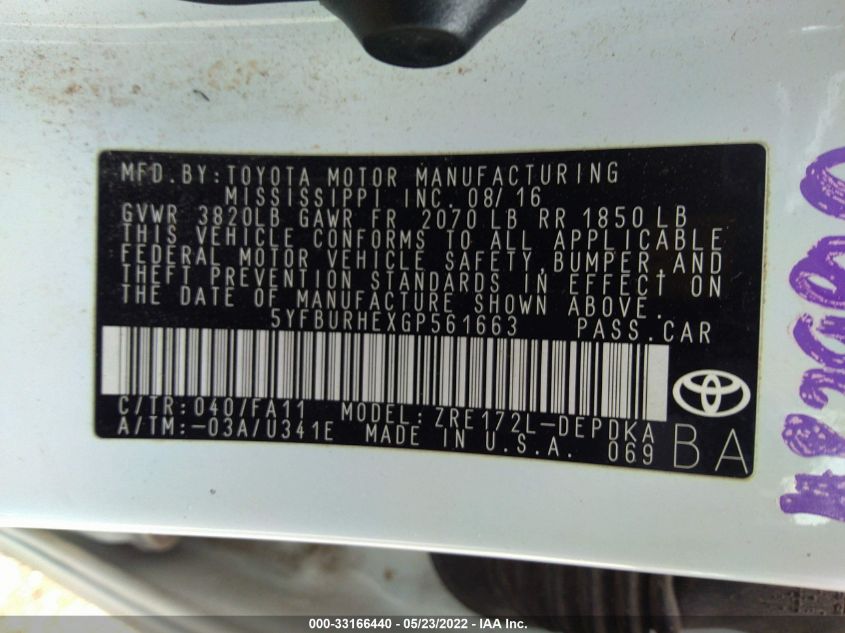 MFD.BY:TOYOTA MOTOR MANUFACTURING
MISSISSIPPI INC. 08/16
GVWR 3820LB GAWR FR 2070 LB RR 1850 LB
THIS VEHICLE CONFORMS TO ALL APPLICABLE
FEDERAL MOTOR VEHICLE SAFETY,BUMPER,AND
THEFT PREVENTION STANDARDS IN EFFECT ON
THE DATE OF MANUFACTURE SHOWN ABOVE.
5YFBURHEXGP561663 PASS.CAR
C/TR:040/FA11 MODEL:ZRE172L-DEPDKA
A/TM:-03A/U341E MADE IN U.S.A. 069
BA
000-33166440 - 05/23/2022 - IAA Inc.